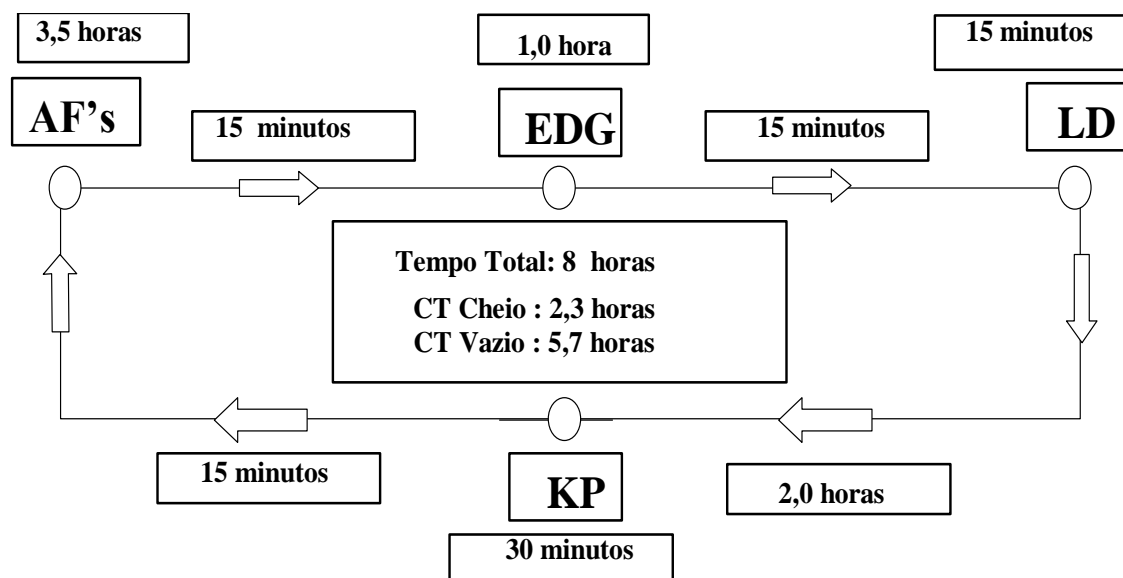 3,5 horas
1,0 hora
15 minutos
AF’s
15 minutos
EDG
15 minutos
LD
Tempo Total: 8 horas
CT Cheio : 2,3 horas
CT Vazio : 5,7 horas
15 minutos
KP
2,0 horas
30 minutos